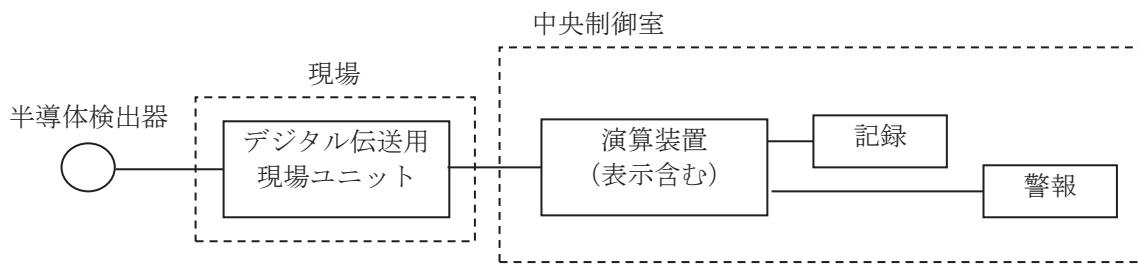 中央制御室
現場
半導体検出器
デジタル伝送用
現場ユニット
演算装置
（表示含む）
記録
警報